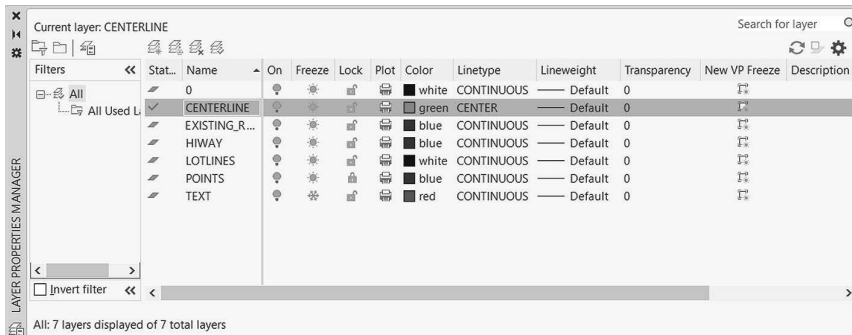 Current layer: CENTERLINE
Search for layer
Filters
Stat... Name On Freeze Lock Plot Color Linetype Lineweight Transparency New VP Freeze Description
All
All Used L
0 white CONTINUOUS Default 0
CENTERLINE green CENTER Default 0
EXISTING_R... blue CONTINUOUS Default 0
HIWAY blue CONTINUOUS Default 0
LOTLINES white CONTINUOUS Default 0
POINTS blue CONTINUOUS Default 0
TEXT red CONTINUOUS Default 0
Invert filter
All: 7 layers displayed of 7 total layers
LAYER PROPERTIES MANAGER